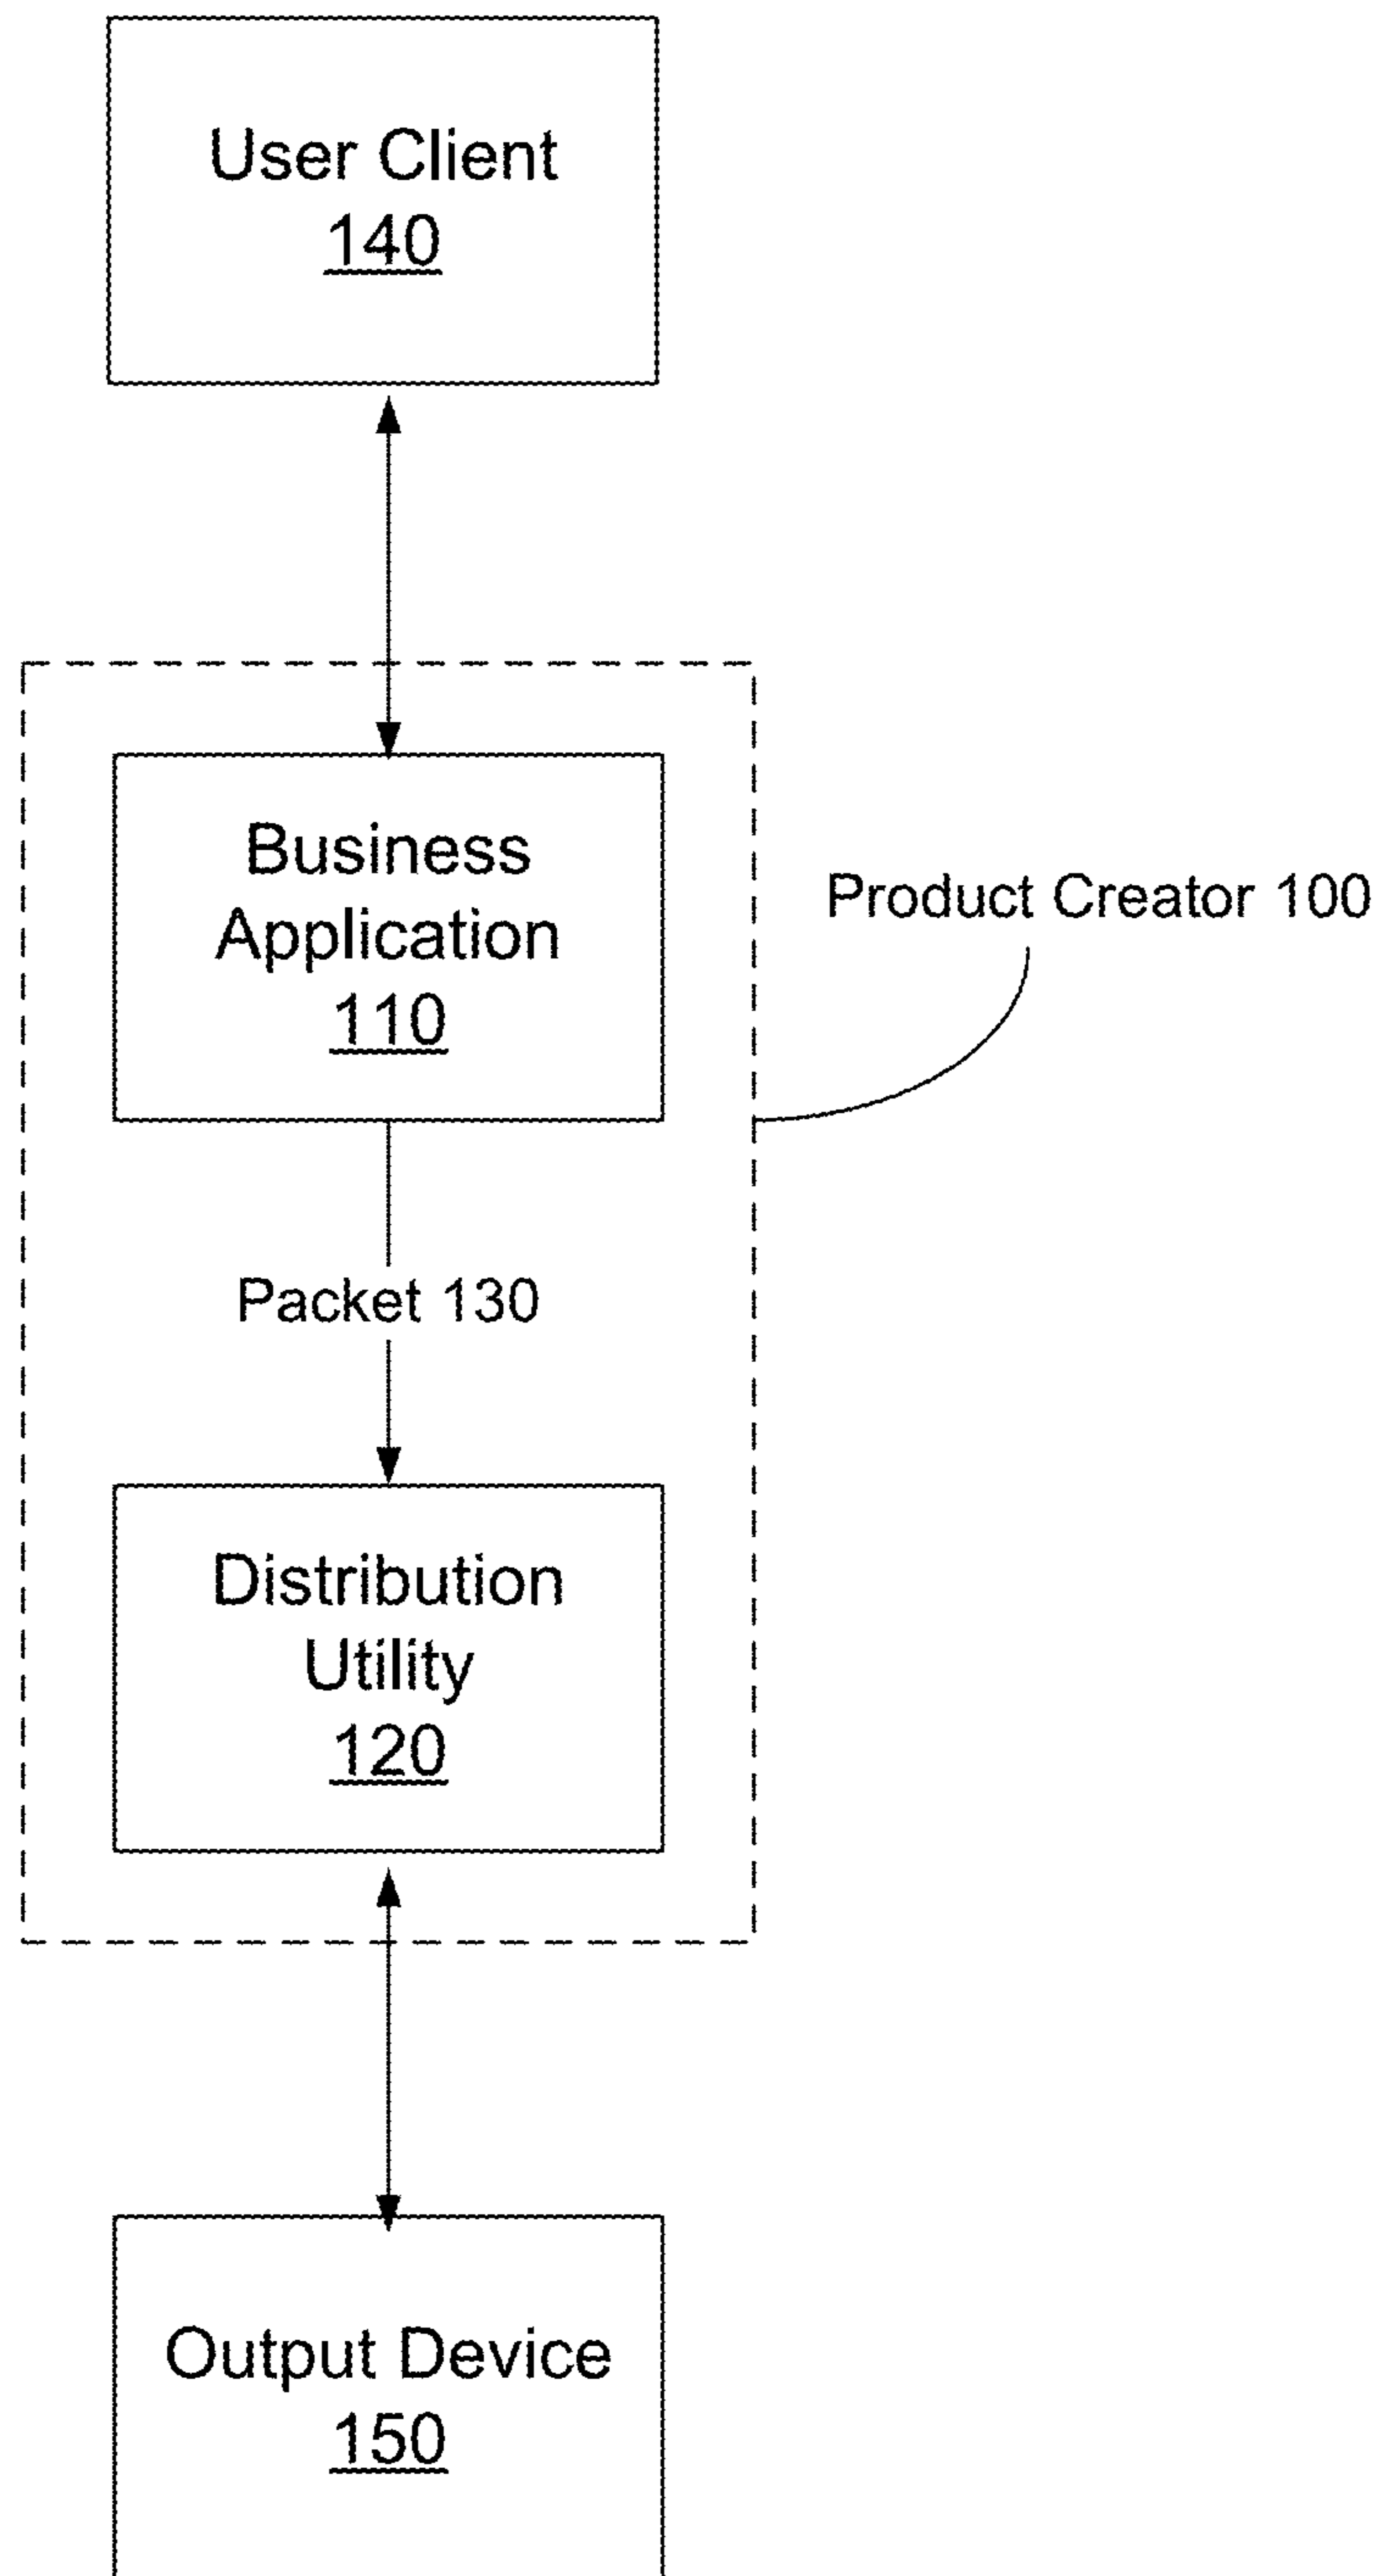 User Client
140
Business
Application
110
Product Creator 100
Packet 130
Distribution
Utility
120
Output Device
150